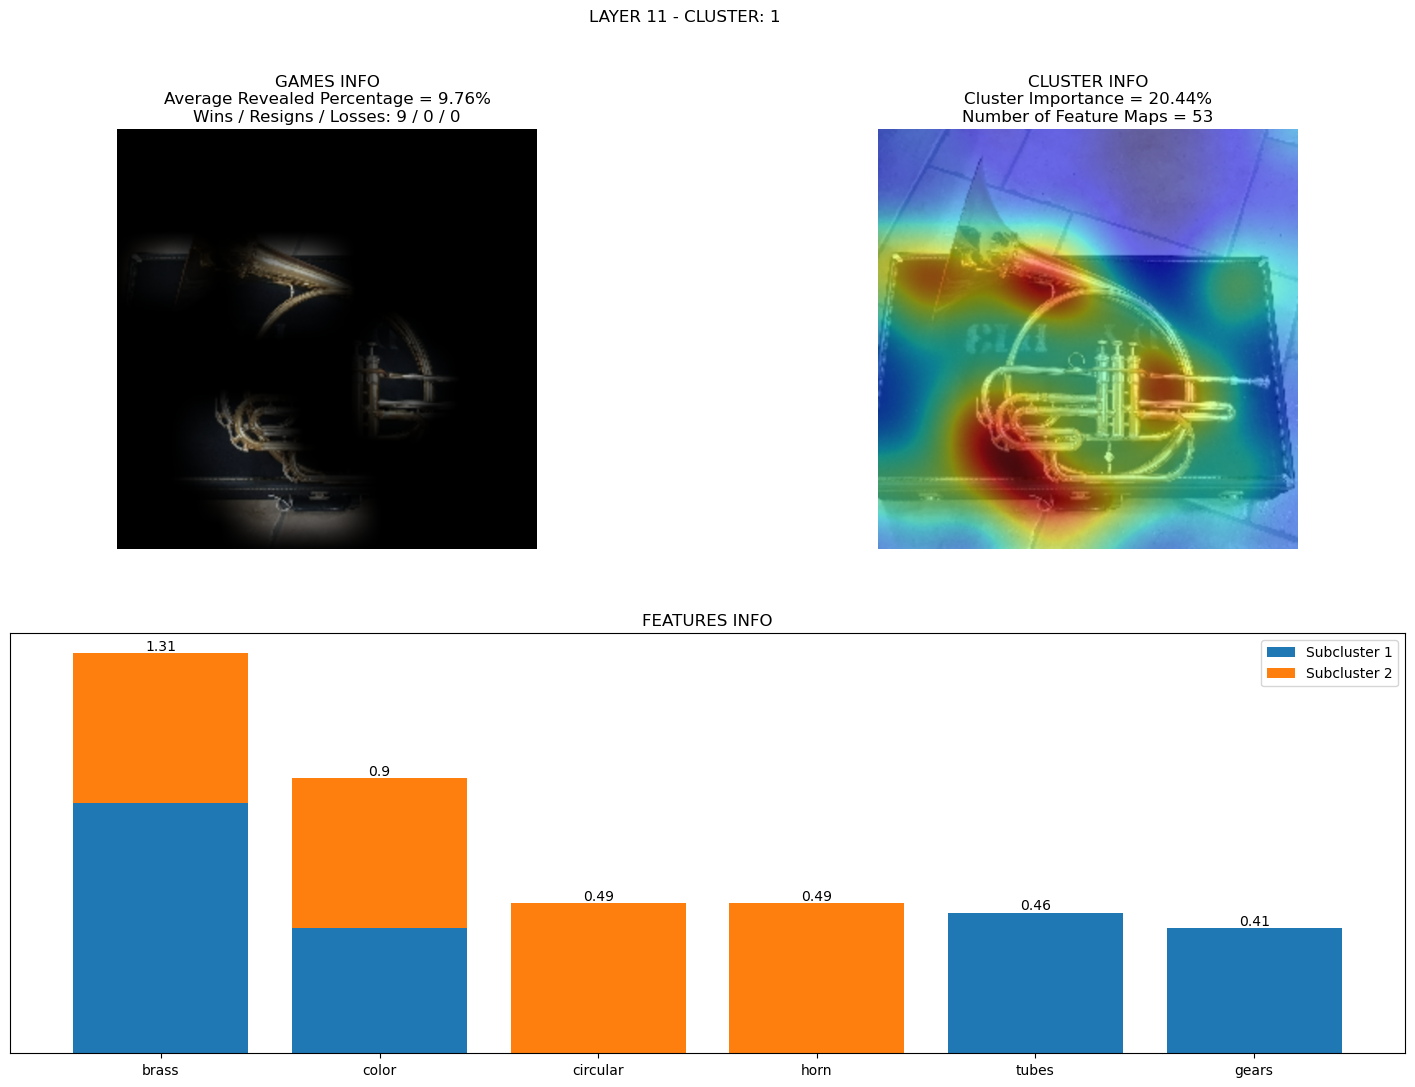 LAYER 11 - CLUSTER: 1
GAMES INFO
Average Revealed Percentage = 9.76%
Wins / Resigns / Losses: 9 / 0 / 0
CLUSTER INFO
Cluster Importance = 20.44%
Number of Feature Maps = 53
FEATURES INFO
Subcluster 1
Subcluster 2
1.31
0.9
0.49
0.49
0.46
0.41
brass
color
circular
horn
tubes
gears